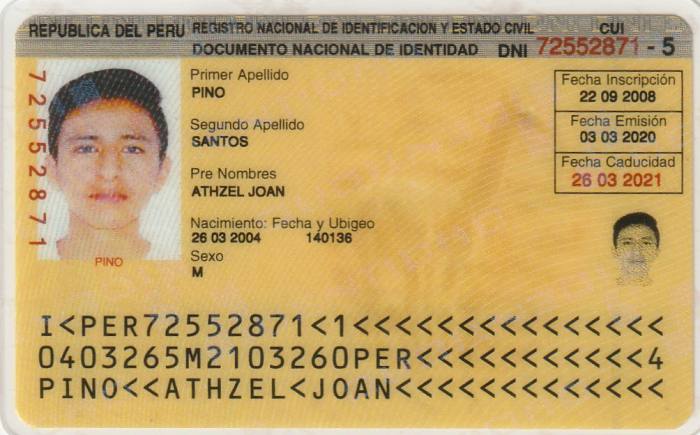 REPUBLICA DEL PERU REGISTRO NACIONAL DE IDENTIFICACION Y ESTADO CIVIL CUI
DOCUMENTO NACIONAL DE IDENTIDAD DNI 72552871 - 5
72552871
Primer Apellido
PINO
Segundo Apellido
SANTOS
Pre Nombres
ATHZEL JOAN
Nacimiento: Fecha y Ubigeo
26 03 2004 140136
Sexo
M
Fecha Inscripción
22 09 2008
Fecha Emisión
03 03 2020
Fecha Caducidad
26 03 2021
PINO
I<PER72552871<1<<<<<<<<<<<<<<<
0403265M2103260PER<<<<<<<<<<<4
PINO<<ATHZEL<JOAN<<<<<<<<<<<<<